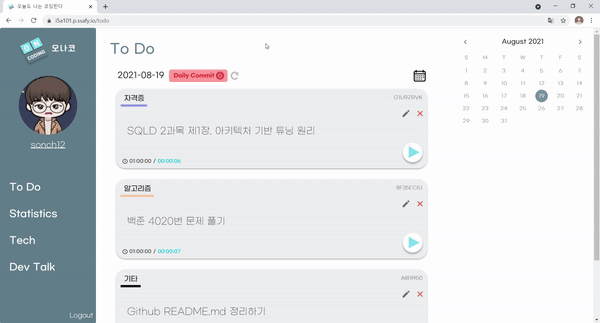 오늘도 나는 코딩한다
i5a101.p.ssafy.io/todo
ON
CODING
오나코
sonch12
To Do
Statistics
Tech
Dev Talk
Logout
To Do
2021-08-19 Daily Commit
자격증
SQLD 2과목 제1장. 아키텍처 기반 튜닝 원리
01:00:00 / 00:00:06
알고리즘
백준 4020번 문제 풀기
01:00:00 / 00:00:07
기타
Github README.md 정리하기
August 2021
S M T W T F S
1 2 3 4 5 6 7
8 9 10 11 12 13 14
15 16 17 18 19 20 21
22 23 24 25 26 27 28
29 30 31